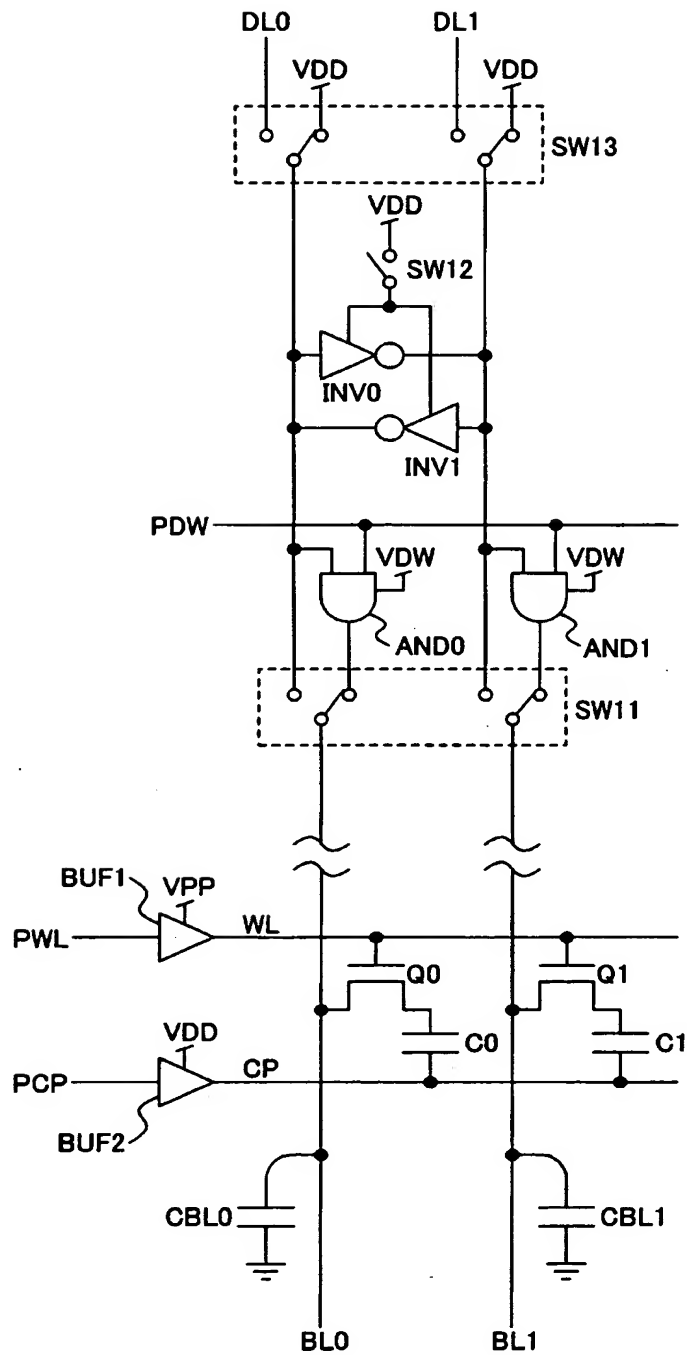 DL0 DL1
VDD VDD
SW13
VDD
SW12
INV0
INV1
PDW
VDW VDW
AND0 AND1
SW11
BUF1
VPP
PWL WL
Q0 Q1
C0 C1
VDD
PCP CP
BUF2
CBL0 CBL1
BL0 BL1